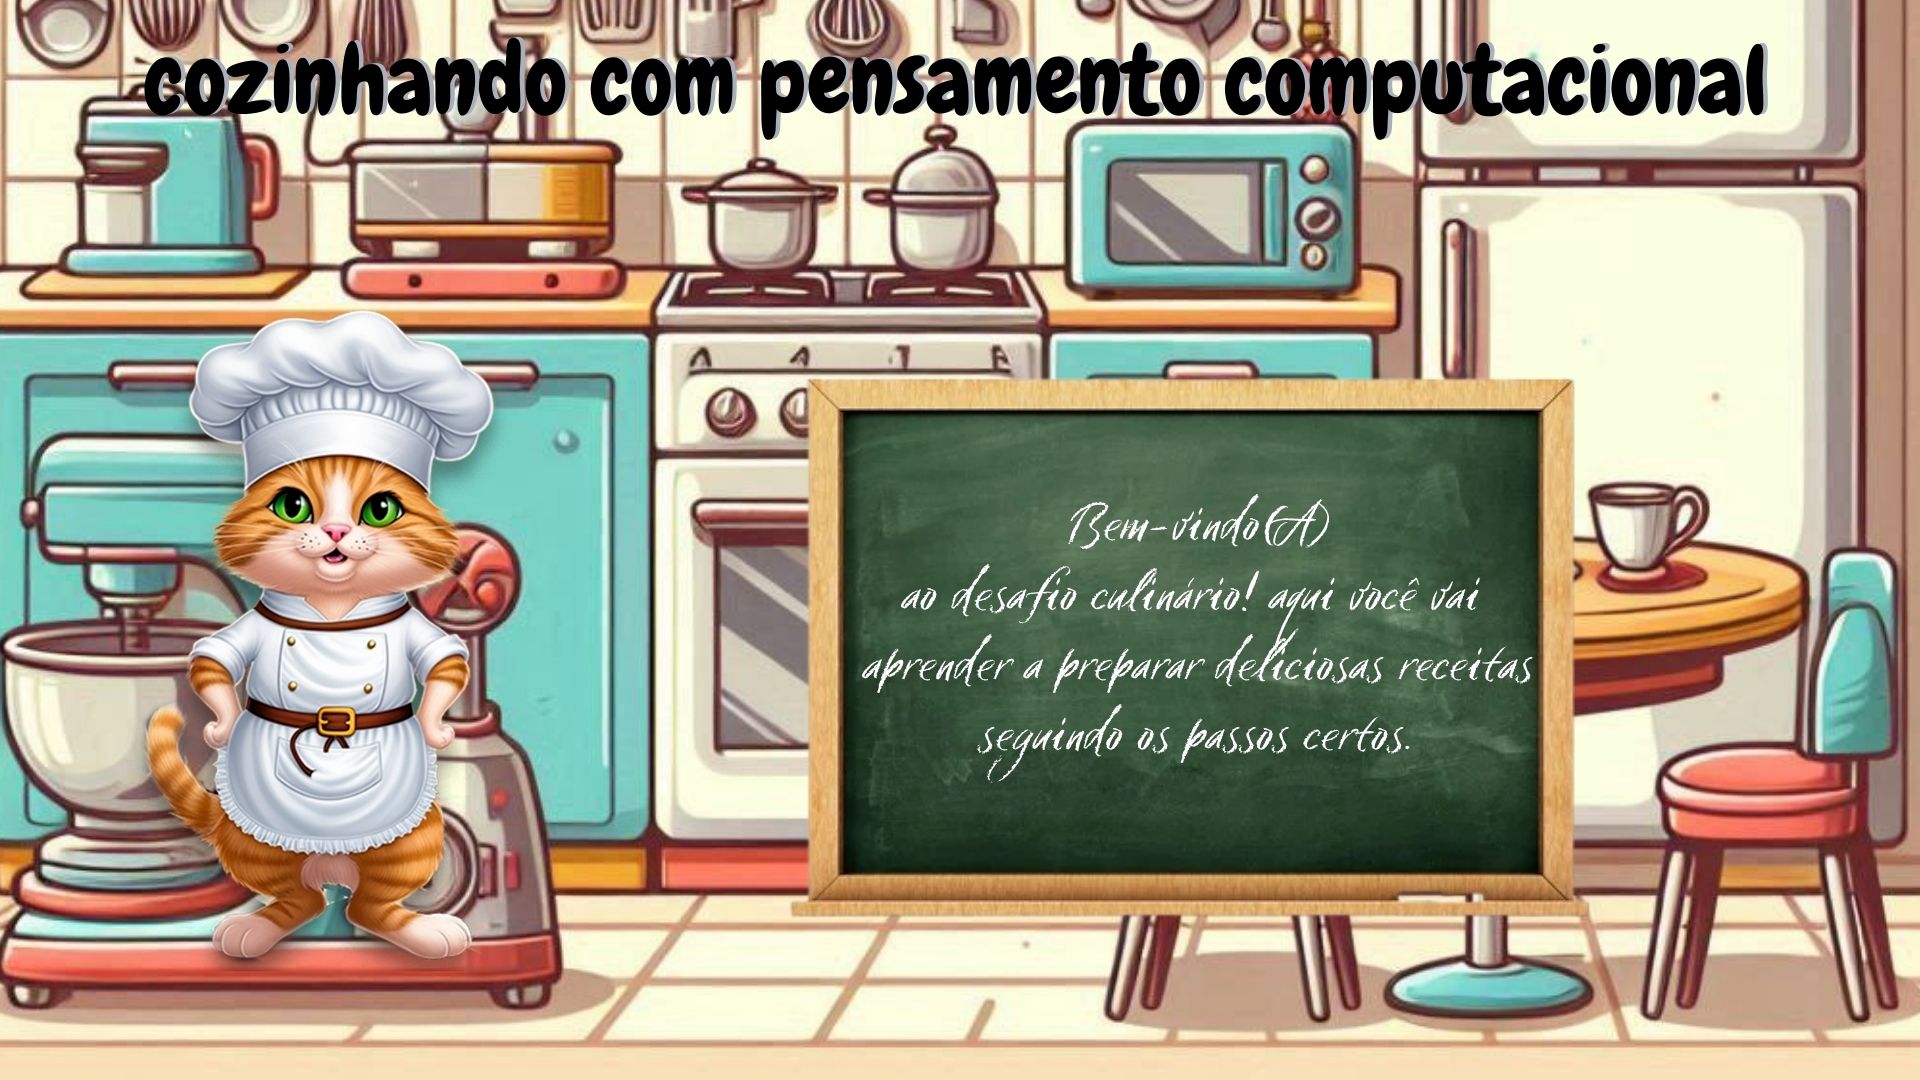 cozinhando com pensamento computacional
Bem-vindo(A)
ao desafio culinário! aqui você vai
aprender a preparar deliciosas receitas
seguindo os passos certos.